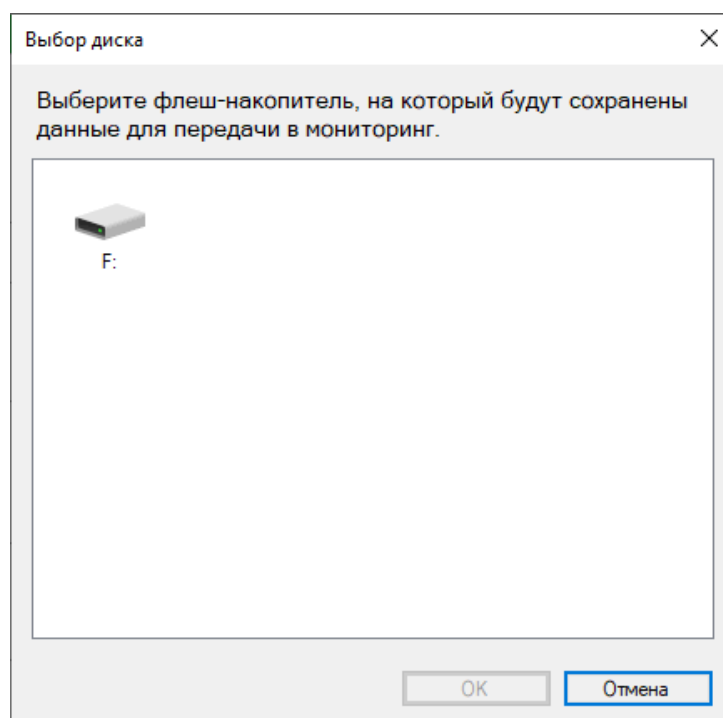 Выбор диска
Выберите флеш-накопитель, на который будут сохранены
данные для передачи в мониторинг.
F:
OK
Отмена